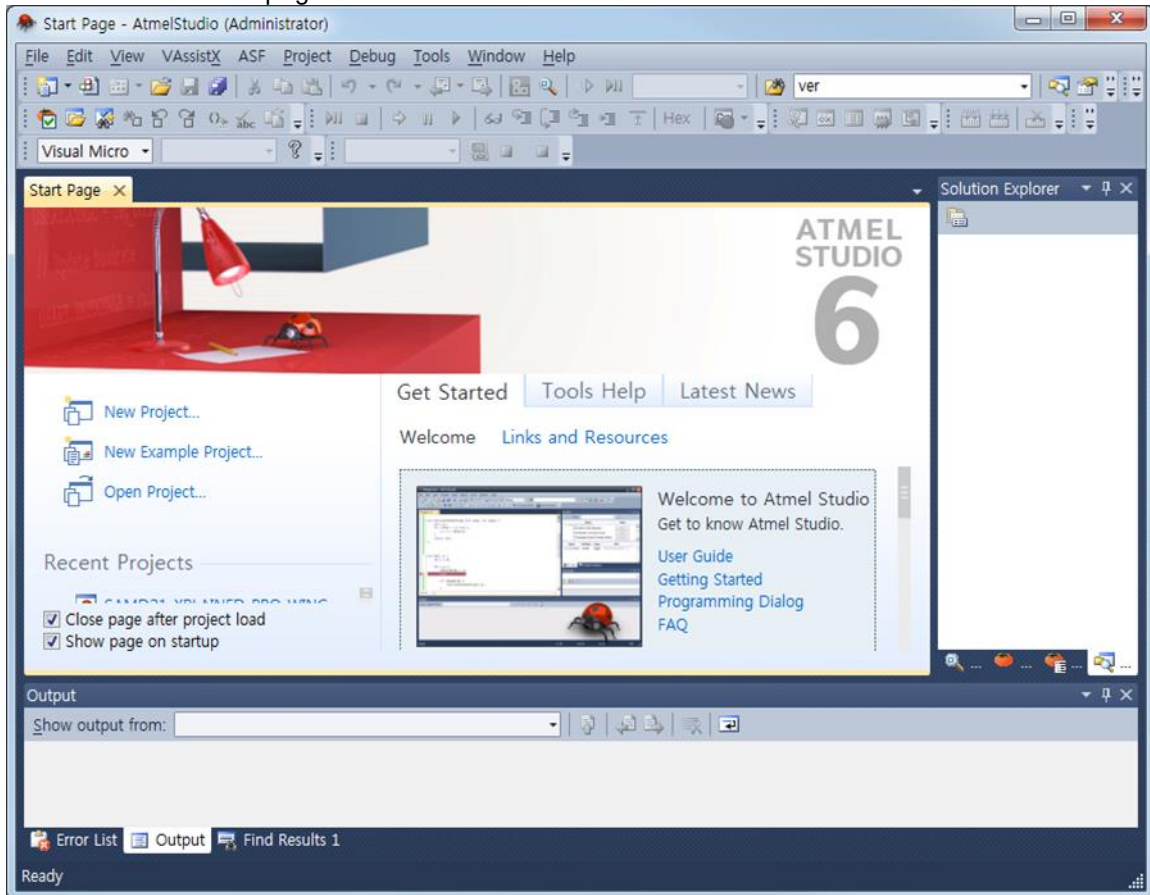 Start Page - AtmelStudio (Administrator)
File Edit View VAssistX ASF Project Debug Tools Window Help
ver
Hex
Visual Micro
Start Page
Solution Explorer
ATMEL
STUDIO
6
Get Started Tools Help Latest News
New Project...
Welcome Links and Resources
New Example Project...
Open Project...
Welcome to Atmel Studio
Get to know Atmel Studio.
User Guide
Getting Started
Programming Dialog
FAQ
Recent Projects
Close page after project load
Show page on startup
Output
Show output from:
Error List Output Find Results 1
Ready